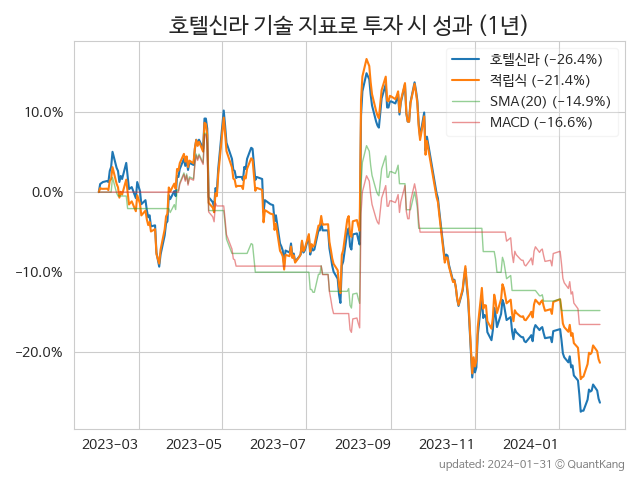 호텔신라 기술 지표로 투자 시 성과 (1년)
호텔신라 (−26.4%)
적립식 (−21.4%)
SMA(20) (−14.9%)
MACD (−16.6%)
10.0%
0.0%
−10.0%
−20.0%
2023-03 2023-05 2023-07 2023-09 2023-11 2024-01
updated: 2024-01-31 © QuantKang